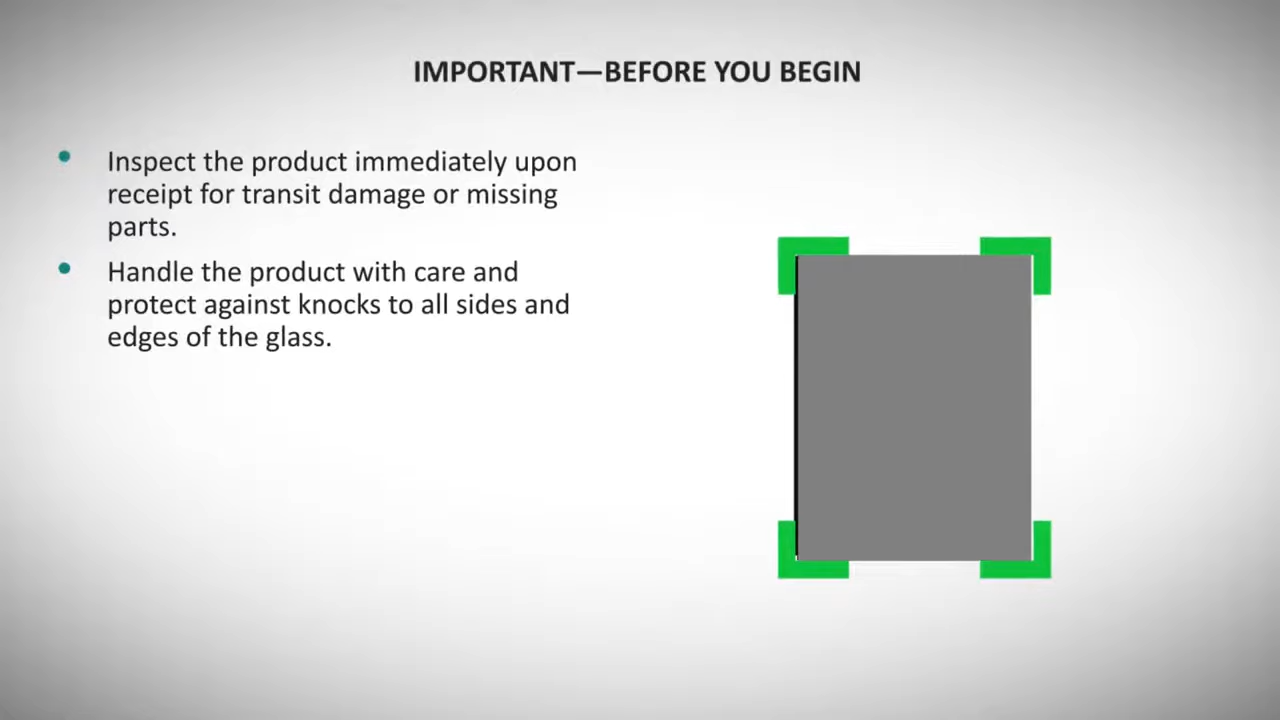 IMPORTANT—BEFORE YOU BEGIN
• Inspect the product immediately upon
receipt for transit damage or missing
parts.
• Handle the product with care and
protect against knocks to all sides and
edges of the glass.